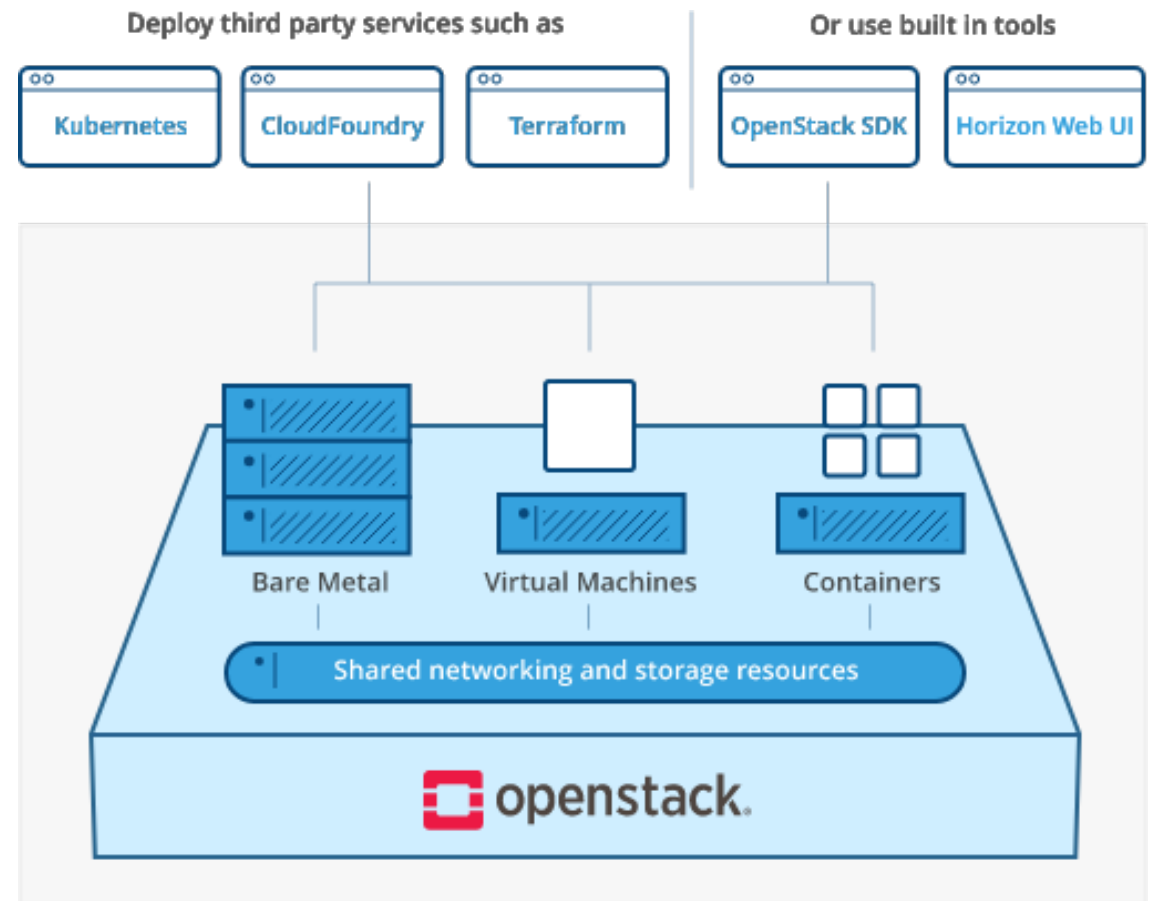 Deploy third party services such as
Or use built in tools
Kubernetes
CloudFoundry
Terraform
OpenStack SDK
Horizon Web UI
Bare Metal
Virtual Machines
Containers
Shared networking and storage resources
openstack.